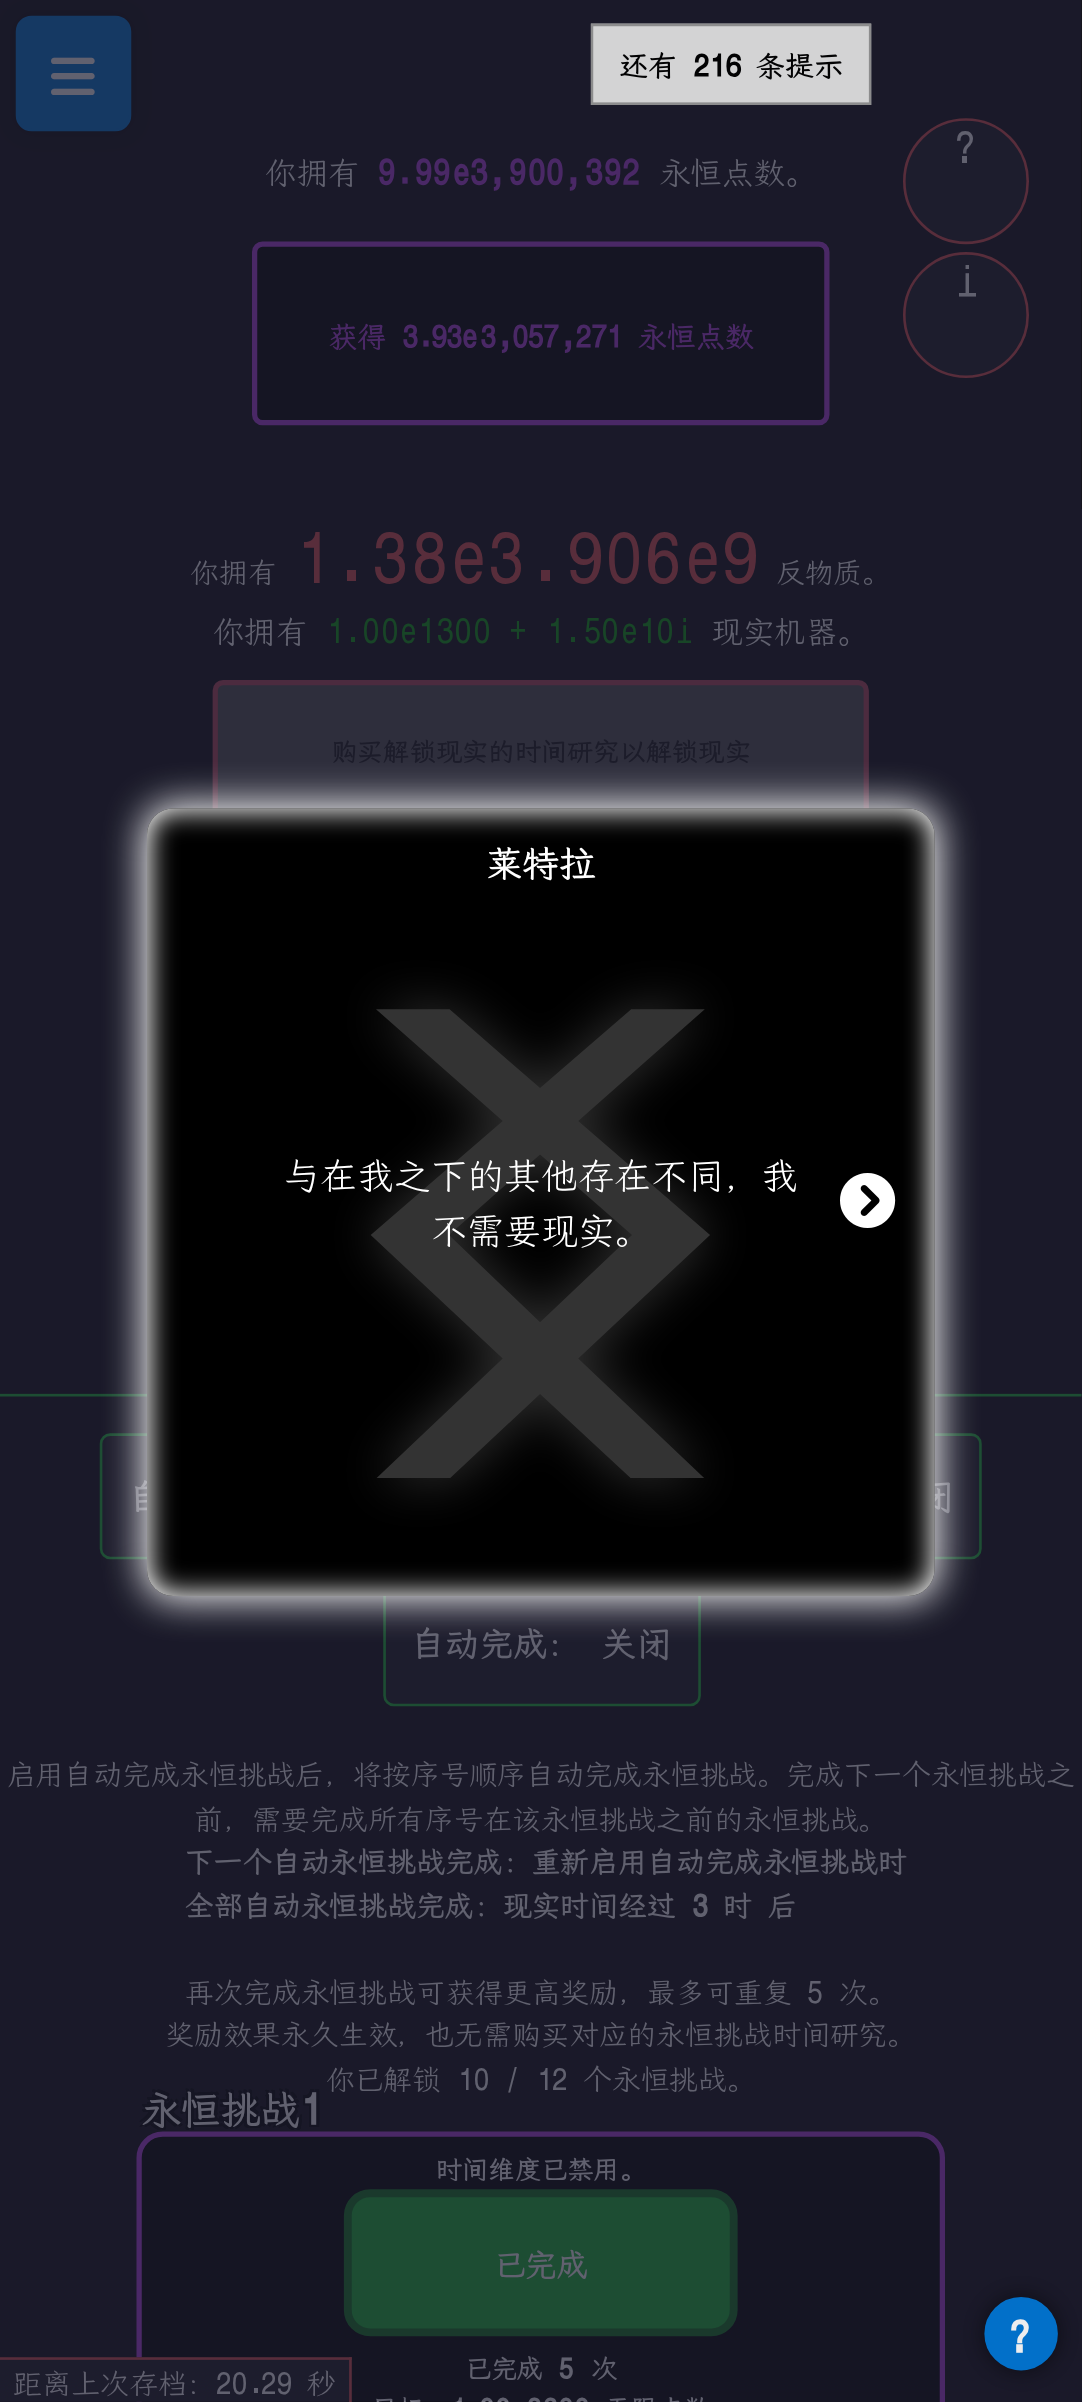 还有 216 条提示
?
你拥有 9.99e3,900,392 永恒点数。
i
获得 3.93e3,057,271 永恒点数
你拥有 1.38e3.906e9 反物质。
你拥有 1.00e1300 + 1.50e10i 现实机器。
购买解锁现实的时间研究以解锁现实
莱特拉
与在我之下的其他存在不同，我
不需要现实。
自动完成： 关闭
启用自动完成永恒挑战后，将按序号顺序自动完成永恒挑战。完成下一个永恒挑战之
前，需要完成所有序号在该永恒挑战之前的永恒挑战。
下一个自动永恒挑战完成：重新启用自动完成永恒挑战时
全部自动永恒挑战完成：现实时间经过 3 时 后
再次完成永恒挑战可获得更高奖励，最多可重复 5 次。
奖励效果永久生效，也无需购买对应的永恒挑战时间研究。
你已解锁 10 / 12 个永恒挑战。
永恒挑战1
时间维度已禁用。
已完成
?
已完成 5 次
距离上次存档：20.29 秒